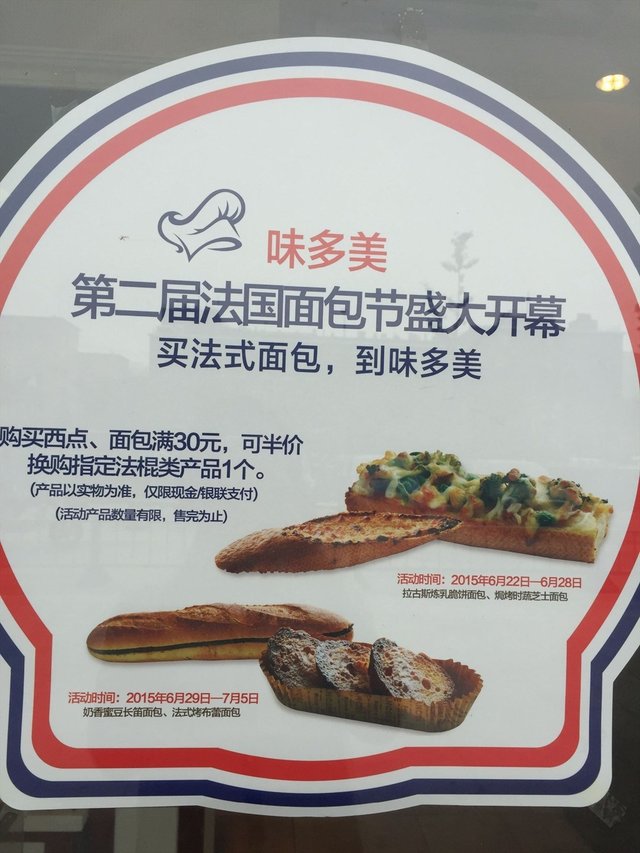 味多美
第二届法国面包节盛大开幕
买法式面包，到味多美
购买西点、面包满30元，可半价
换购指定法棍类产品1个。
(产品以实物为准，仅限现金/银联支付)
(活动产品数量有限，售完为止)
活动时间：2015年6月22日—6月28日
拉古斯炼乳脆饼面包、焗烤时蔬芝士面包
活动时间：2015年6月29日—7月5日
奶香蜜豆长笛面包、法式烤布蕾面包